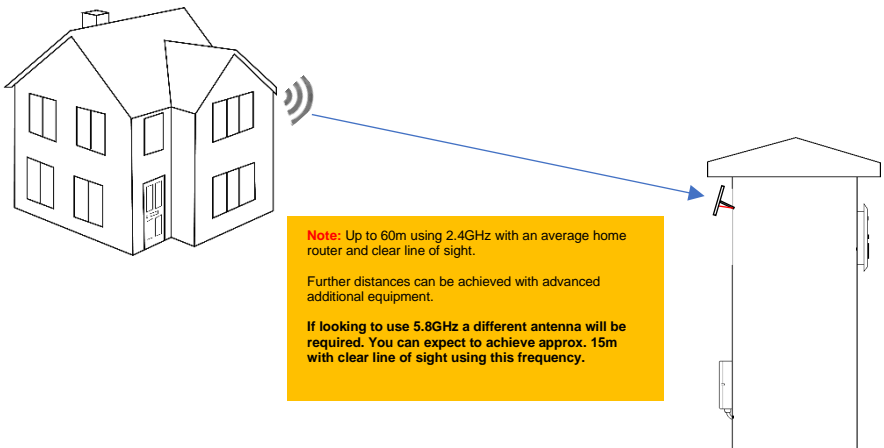 Note: Up to 60m using 2.4GHz with an average home
router and clear line of sight.
Further distances can be achieved with advanced
additional equipment.
If looking to use 5.8GHz a different antenna will be
required. You can expect to achieve approx. 15m
with clear line of sight using this frequency.